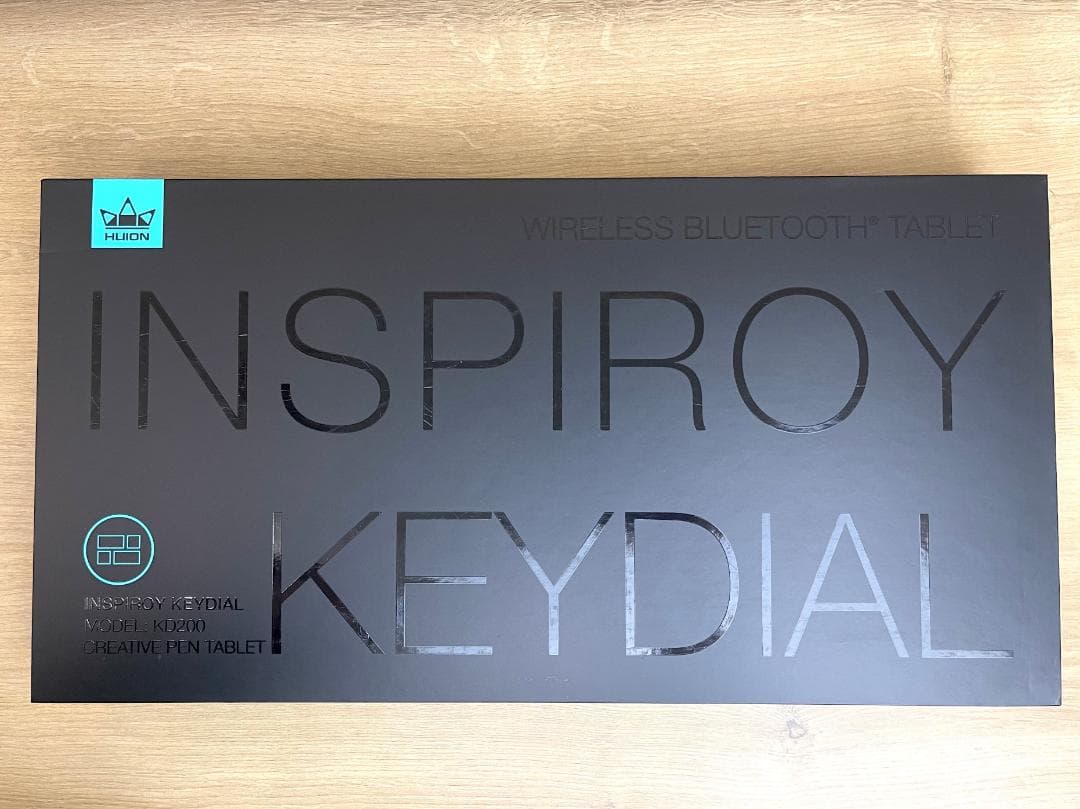 HUION
WIRELESS BLUETOOTH® TABLET
INSPIROY
KEYDIAL
INSPIROY KEYDIAL
MODEL: KD200
CREATIVE PEN TABLET